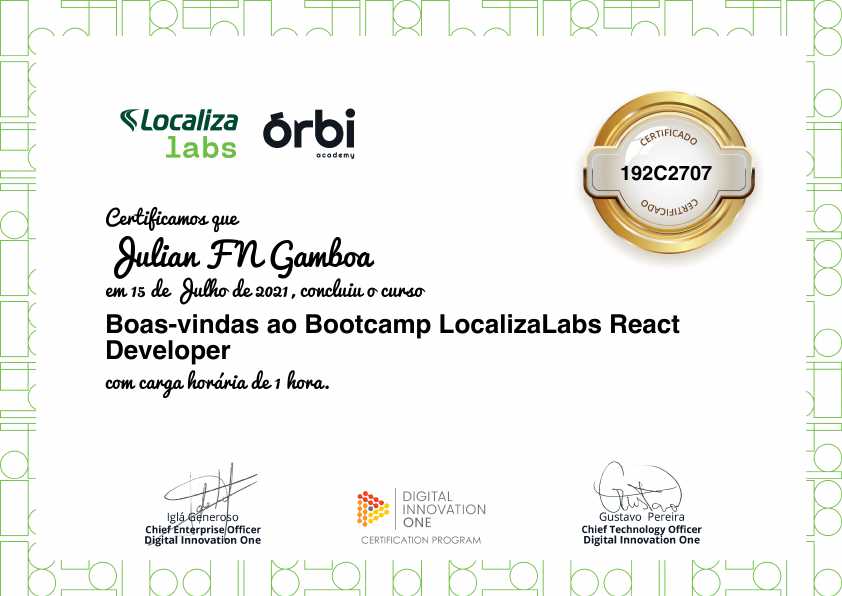 Localiza
labs
órbi
academy
CERTIFICADO
192C2707
CERTIFICADO
Certificamos que
Julian FN Gamboa
em 15 de Julho de 2021, concluiu o curso
Boas-vindas ao Bootcamp LocalizaLabs React
Developer
com carga horária de 1 hora.
Iglá Generoso
Chief Enterprise Officer
Digital Innovation One
DIGITAL
INNOVATION
ONE
CERTIFICATION PROGRAM
Gustavo Pereira
Chief Technology Officer
Digital Innovation One